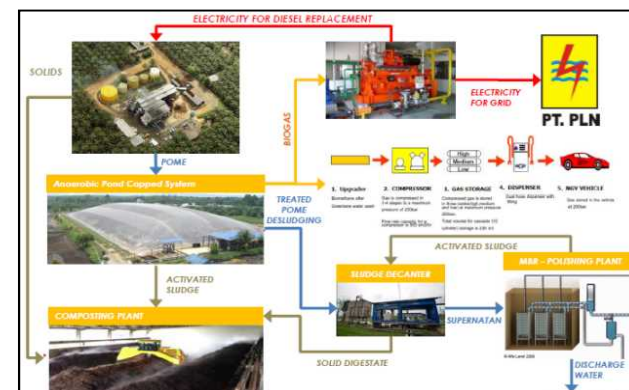 ELECTRICITY FOR DIESEL REPLACEMENT
SOLIDS
BIOGAS
ELECTRICITY
FOR GRID
PT. PLN
POME
Anaerobic Pond Capped System
High
Medium
Low
1. Upgrader
2. COMPRESSOR
3. GAS STORAGE
4. DISPENSER
5. NGV VEHICLE
TREATED
POME
DESLUDGING
ACTIVATED SLUDGE
ACTIVATED
SLUDGE
SLUDGE DECANTER
MBR - POLISHING PLANT
COMPOSTING PLANT
SUPERNATAN
SOLID DIGESTATE
DISCHARGE
WATER